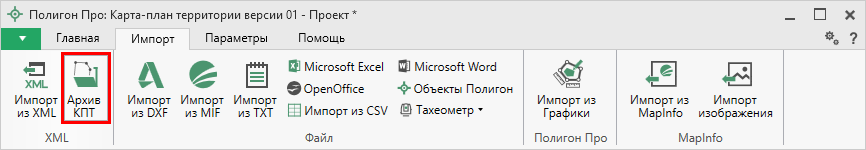 Полигон Про: Карта-план территории версии 01 - Проект *
Главная Импорт Параметры Помощь
XML
Импорт из XML
Архив КПТ
XML
Импорт из DXF
Импорт из MIF
Импорт из TXT
Microsoft Excel
OpenOffice
Импорт из CSV
Microsoft Word
Объекты Полигон
Тахеометр
Файл
Импорт из Графики
Полигон Про
Импорт из MapInfo
Импорт изображения
MapInfo